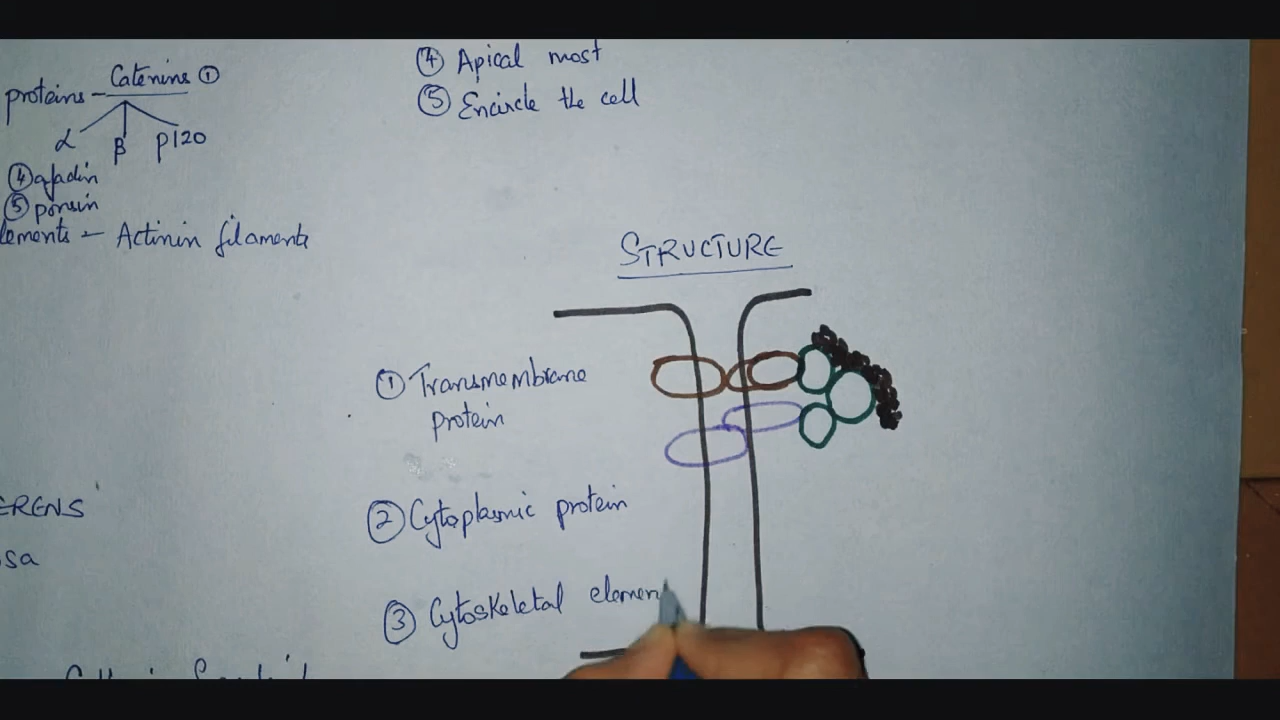 proteins - Catenins ①
α β p120
④ afadin
⑤ ponsin
lements - Actinin filaments
ERENS
osa
④ Apical most
⑤ Encircle the cell
STRUCTURE
① Transmembrane
protein
② Cytoplasmic protein
③ Cytoskeletal elemen